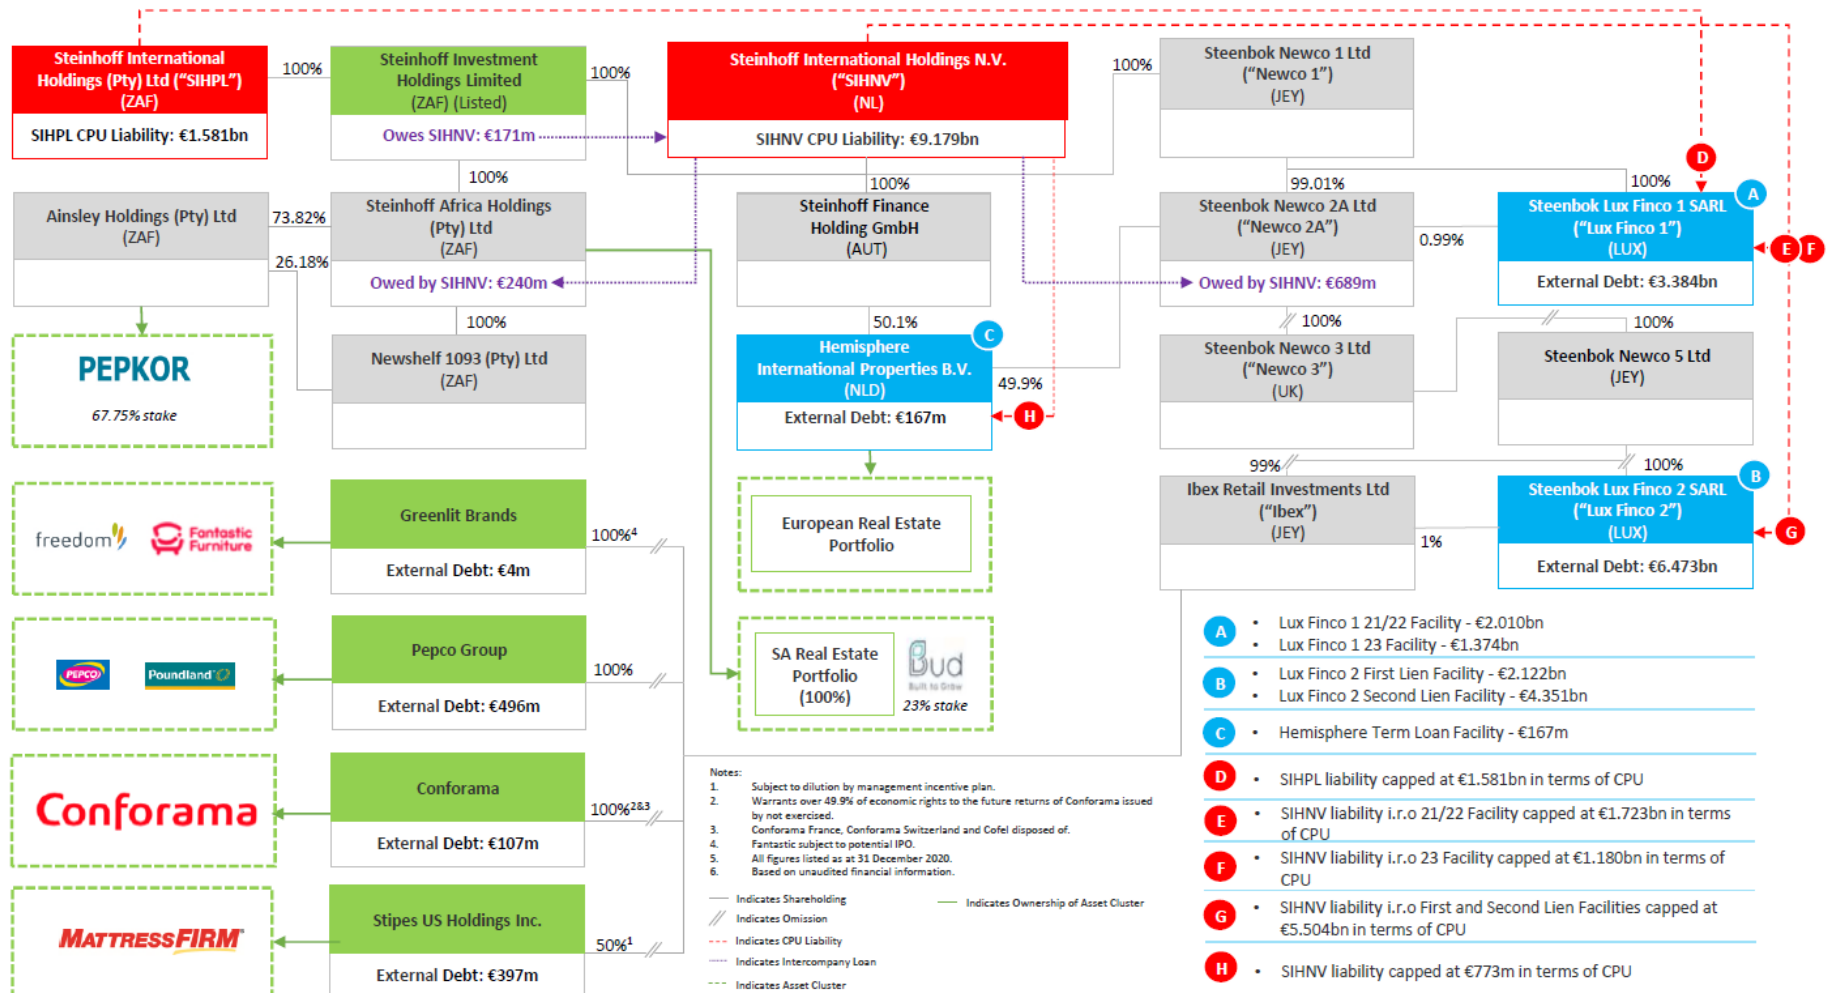 Steinhoff International
Holdings (Pty) Ltd (“SIHPL”)
(ZAF)
SIHPL CPU Liability: €1.581bn
100%
Steinhoff Investment
Holdings Limited
(ZAF) (Listed)
Owes SIHNV: €171m
100%
Steinhoff International Holdings N.V.
(“SIHNV”)
(NL)
SIHNV CPU Liability: €9.179bn
100%
Steenbok Newco 1 Ltd
(“Newco 1”)
(JEY)
D
100%
100%
99.01%
100%
Ainsley Holdings (Pty) Ltd
(ZAF)
73.82%
26.18%
Steinhoff Africa Holdings
(Pty) Ltd
(ZAF)
Owed by SIHNV: €240m
Steinhoff Finance
Holding GmbH
(AUT)
Steenbok Newco 2A Ltd
(“Newco 2A”)
(JEY)
Owed by SIHNV: €689m
0.99%
Steenbok Lux Finco 1 SARL
(“Lux Finco 1”)
(LUX)
External Debt: €3.384bn
A
E
F
100%
50.1%
100%
100%
PEPKOR
67.75% stake
Newshelf 1093 (Pty) Ltd
(ZAF)
Hemisphere
International Properties B.V.
(NLD)
External Debt: €167m
C
49.9%
H
Steenbok Newco 3 Ltd
(“Newco 3”)
(UK)
Steenbok Newco 5 Ltd
(JEY)
99%
100%
freedom
Fantastic
Furniture
Greenlit Brands
External Debt: €4m
100%4
European Real Estate
Portfolio
Ibex Retail Investments Ltd
(“Ibex”)
(JEY)
1%
Steenbok Lux Finco 2 SARL
(“Lux Finco 2”)
(LUX)
External Debt: €6.473bn
B
G
PEPCO
Poundland
Pepco Group
External Debt: €496m
100%
SA Real Estate
Portfolio
(100%)
Bud
Built to Grow
23% stake
Conforama
Conforama
External Debt: €107m
100%2&3
MATTRESSFIRM
Stipes US Holdings Inc.
External Debt: €397m
50%1
Notes:
1. Subject to dilution by management incentive plan.
2. Warrants over 49.9% of economic rights to the future returns of Conforama issued
by not exercised.
3. Conforama France, Conforama Switzerland and Cofel disposed of.
4. Fantastic subject to potential IPO.
5. All figures listed as at 31 December 2020.
6. Based on unaudited financial information.
Indicates Shareholding
Indicates Ownership of Asset Cluster
Indicates Omission
Indicates CPU Liability
Indicates Intercompany Loan
Indicates Asset Cluster
A
• Lux Finco 1 21/22 Facility - €2.010bn
• Lux Finco 1 23 Facility - €1.374bn
B
• Lux Finco 2 First Lien Facility - €2.122bn
• Lux Finco 2 Second Lien Facility - €4.351bn
C • Hemisphere Term Loan Facility - €167m
D • SIHPL liability capped at €1.581bn in terms of CPU
E • SIHNV liability i.r.o 21/22 Facility capped at €1.723bn in terms
of CPU
F • SIHNV liability i.r.o 23 Facility capped at €1.180bn in terms of
CPU
G • SIHNV liability i.r.o First and Second Lien Facilities capped at
€5.504bn in terms of CPU
H • SIHNV liability capped at €773m in terms of CPU